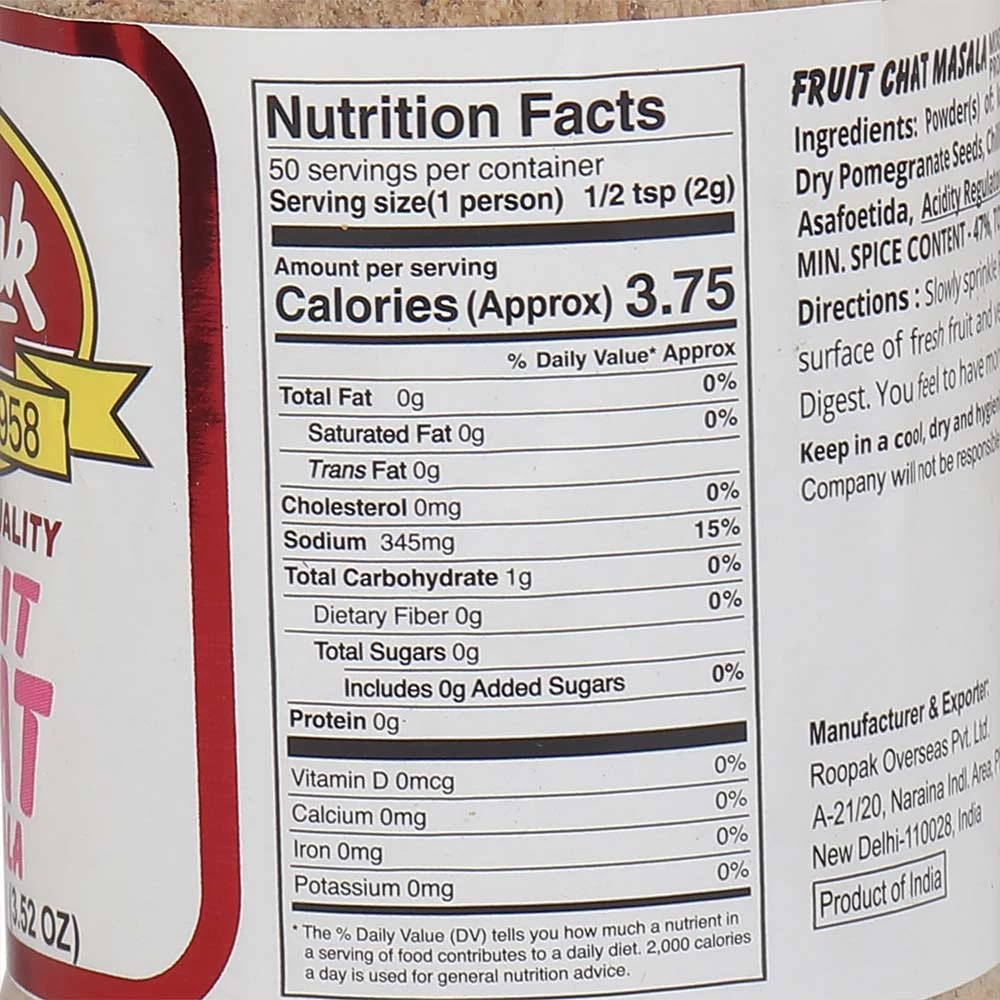 958
Nutrition Facts
50 servings per container
Serving size(1 person) 1/2 tsp (2g)
Amount per serving
Calories (Approx) 3.75
% Daily Value* Approx
Total Fat 0g 0%
Saturated Fat 0g 0%
Trans Fat 0g
Cholesterol 0mg 0%
Sodium 345mg 15%
Total Carbohydrate 1g 0%
Dietary Fiber 0g 0%
Total Sugars 0g
Includes 0g Added Sugars 0%
Protein 0g
Vitamin D 0mcg 0%
Calcium 0mg 0%
Iron 0mg 0%
Potassium 0mg 0%
* The % Daily Value (DV) tells you how much a nutrient in
a serving of food contributes to a daily diet. 2,000 calories
a day is used for general nutrition advice.
(3.52 OZ)
FRUIT CHAT MASALA
Ingredients: Powder(s) of
Dry Pomegranate Seeds,
Asafoetida, Acidity
MIN. SPICE CONTENT - 47%,
Directions : Slowly sprinkle
surface of fresh fruit and
Digest. You feel to have
Keep in a cool, dry and
Company will not be
Manufacturer & Exporter:
Roopak Overseas Pvt. Ltd.
A-21/20, Naraina Indl. Area,
New Delhi-110028, India
Product of India